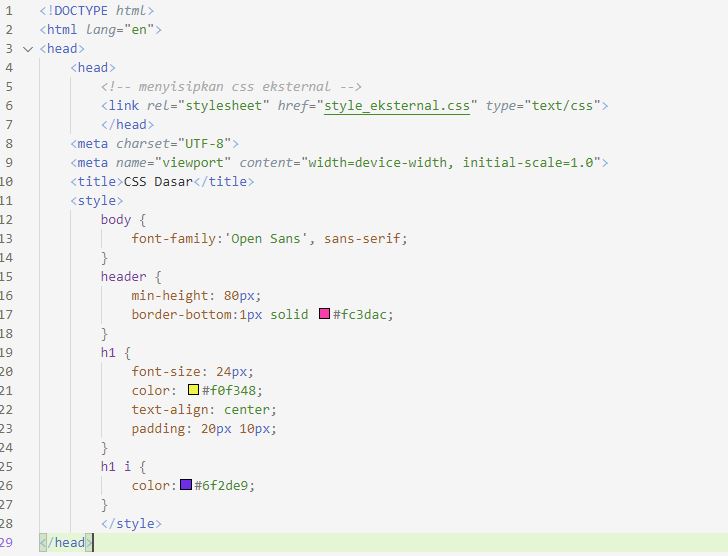 1 <!DOCTYPE html>
2 <html lang="en">
3 <head>
4 <head>
5 <!-- menyisipkan css eksternal -->
6 <link rel="stylesheet" href="style_eksternal.css" type="text/css">
7 </head>
8 <meta charset="UTF-8">
9 <meta name="viewport" content="width=device-width, initial-scale=1.0">
10 <title>CSS Dasar</title>
11 <style>
12 body {
13 font-family:'Open Sans', sans-serif;
14 }
15 header {
16 min-height: 80px;
17 border-bottom:1px solid #fc3dac;
18 }
19 h1 {
20 font-size: 24px;
21 color: #f0f348;
22 text-align: center;
23 padding: 20px 10px;
24 }
25 h1 i {
26 color:#6f2de9;
27 }
28 </style>
29 </head>